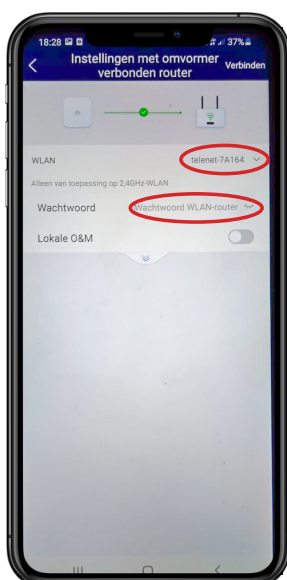 18:28 37%
Instellingen met omvormer
verbonden router
Verbinden
WLAN telenet-7A164
Alleen van toepassing op 2,4GHz-WLAN
Wachtwoord Wachtwoord WLAN-router
Lokale O&M